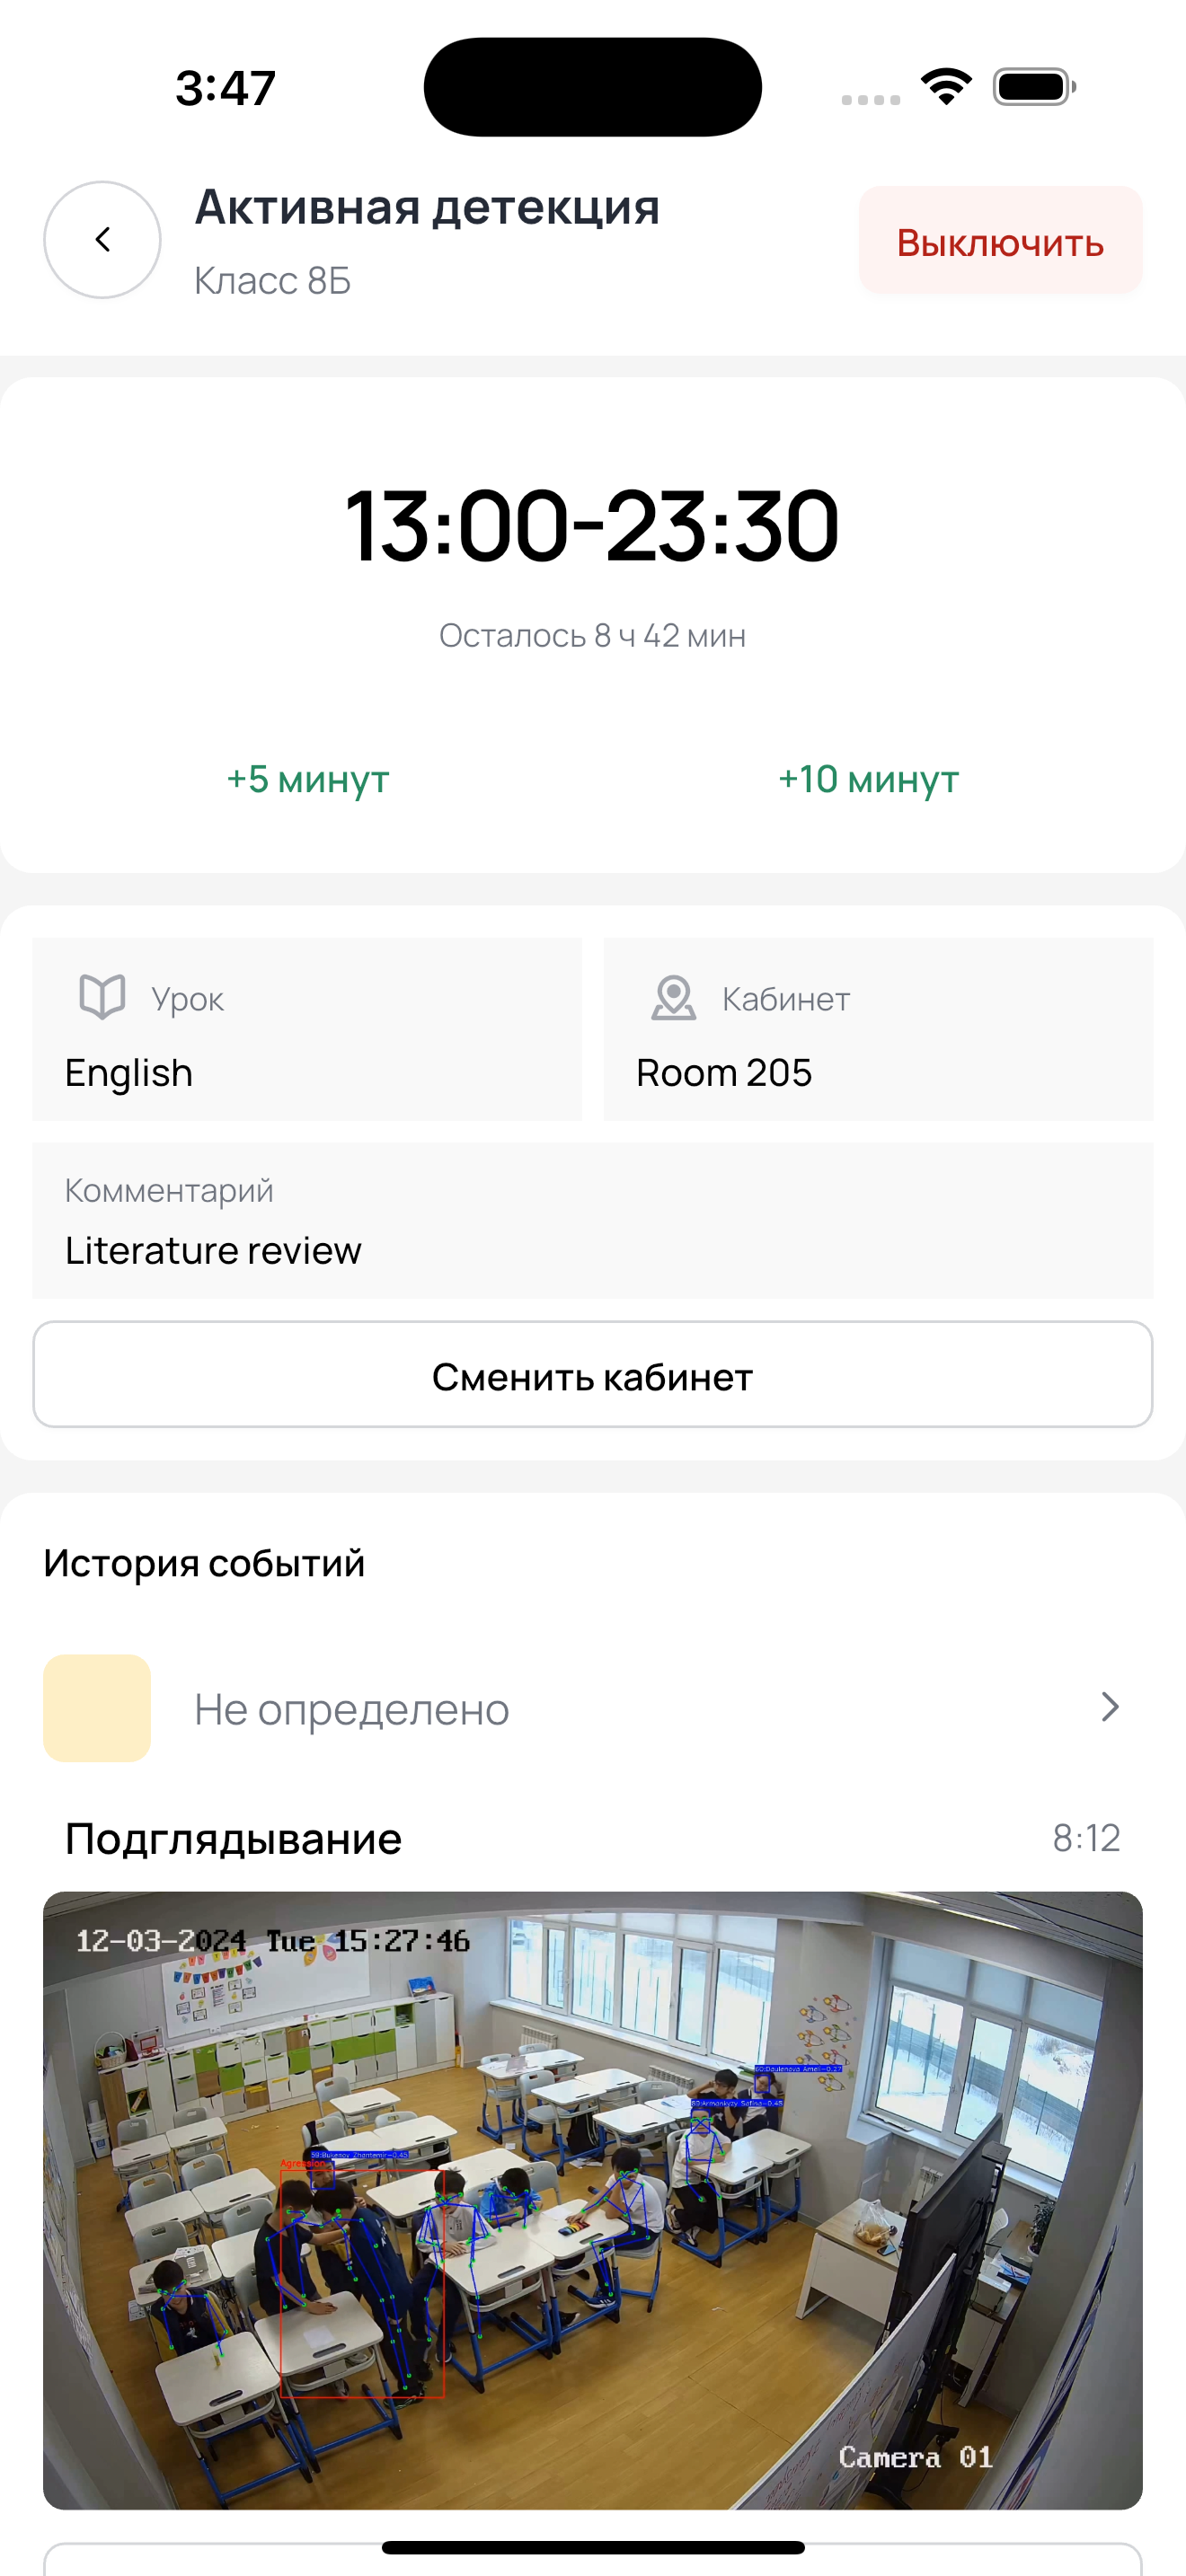 3:47
Активная детекция
Класс 8Б
Выключить
13:00-23:30
Осталось 8 ч 42 мин
+5 минут
+10 минут
Урок
English
Кабинет
Room 205
Комментарий
Literature review
Сменить кабинет
История событий
Не определено
Подглядывание
8:12
12-03-2024 Tue 15:27:46
Agression
Camera 01